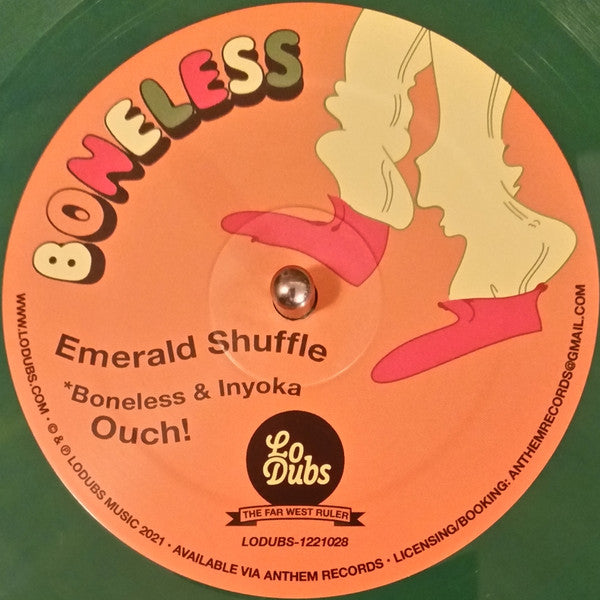 BONELESS
Emerald Shuffle
*Boneless & Inyoka
Ouch!
Lo
Dubs
THE FAR WEST RULER
LODUBS-1221028
WWW.LODUBS.COM · © & ℗ LODUBS MUSIC 2021 · AVAILABLE VIA ANTHEM RECORDS · LICENSING/BOOKING: ANTHEMRECORDS@GMAIL.COM